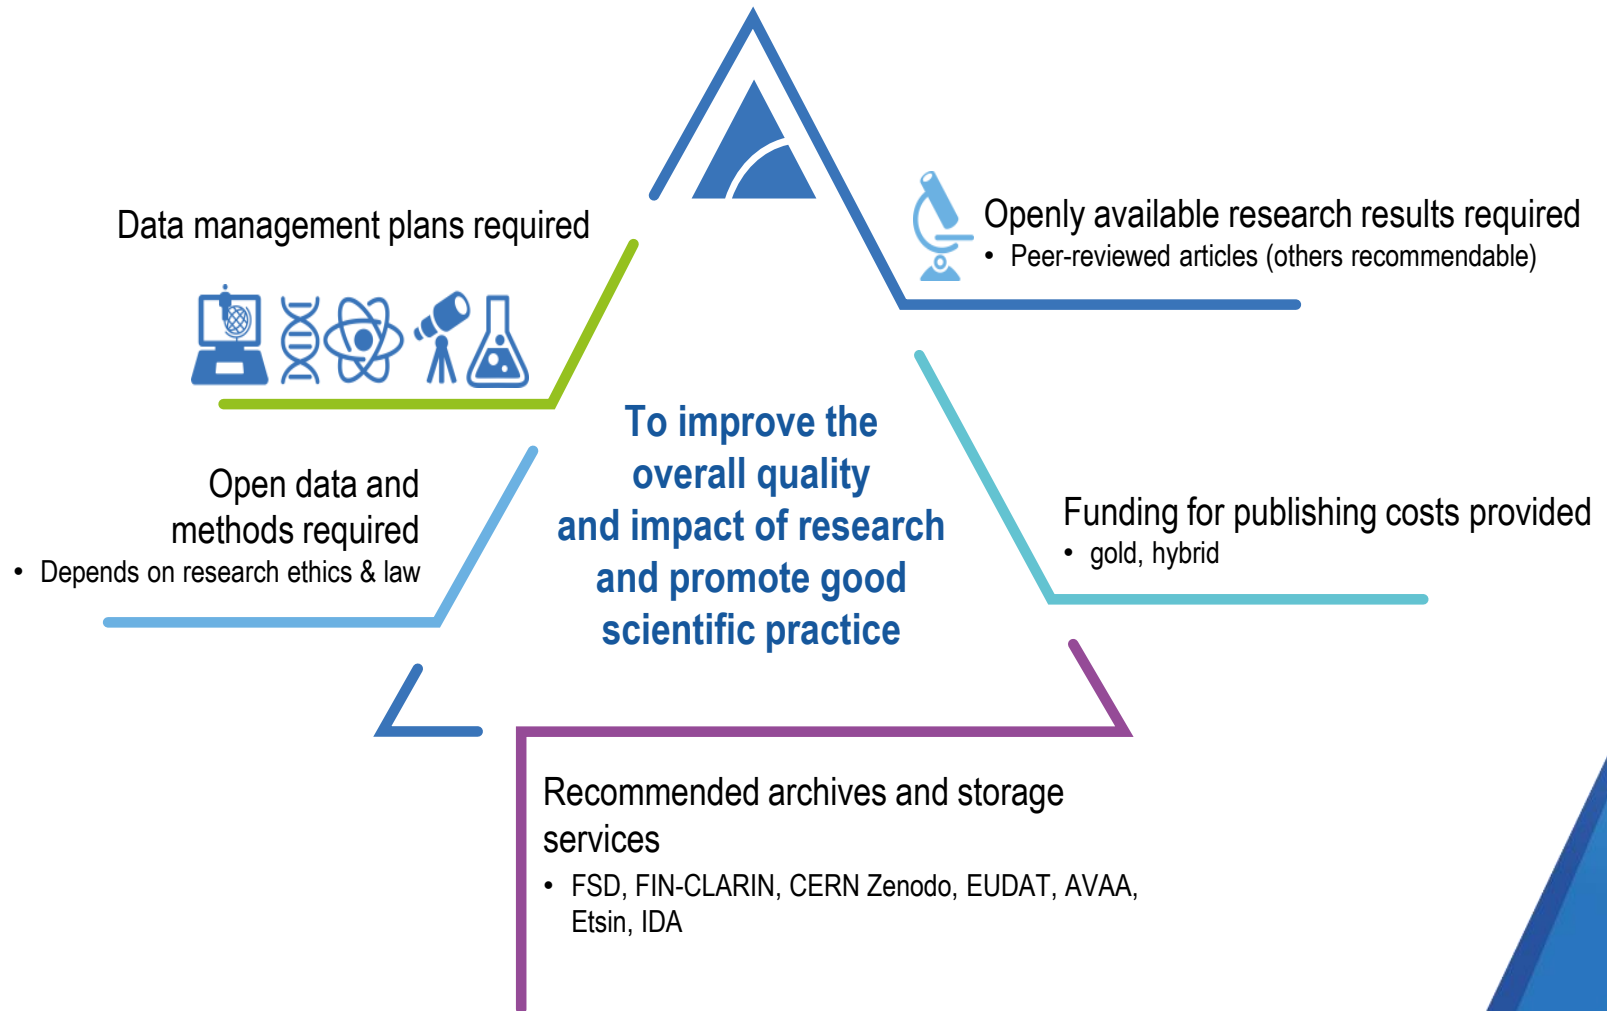 Data management plans required
Openly available research results required
• Peer-reviewed articles (others recommendable)
To improve the
overall quality
and impact of research
and promote good
scientific practice
Open data and
methods required
• Depends on research ethics & law
Funding for publishing costs provided
• gold, hybrid
Recommended archives and storage
services
• FSD, FIN-CLARIN, CERN Zenodo, EUDAT, AVAA,
Etsin, IDA